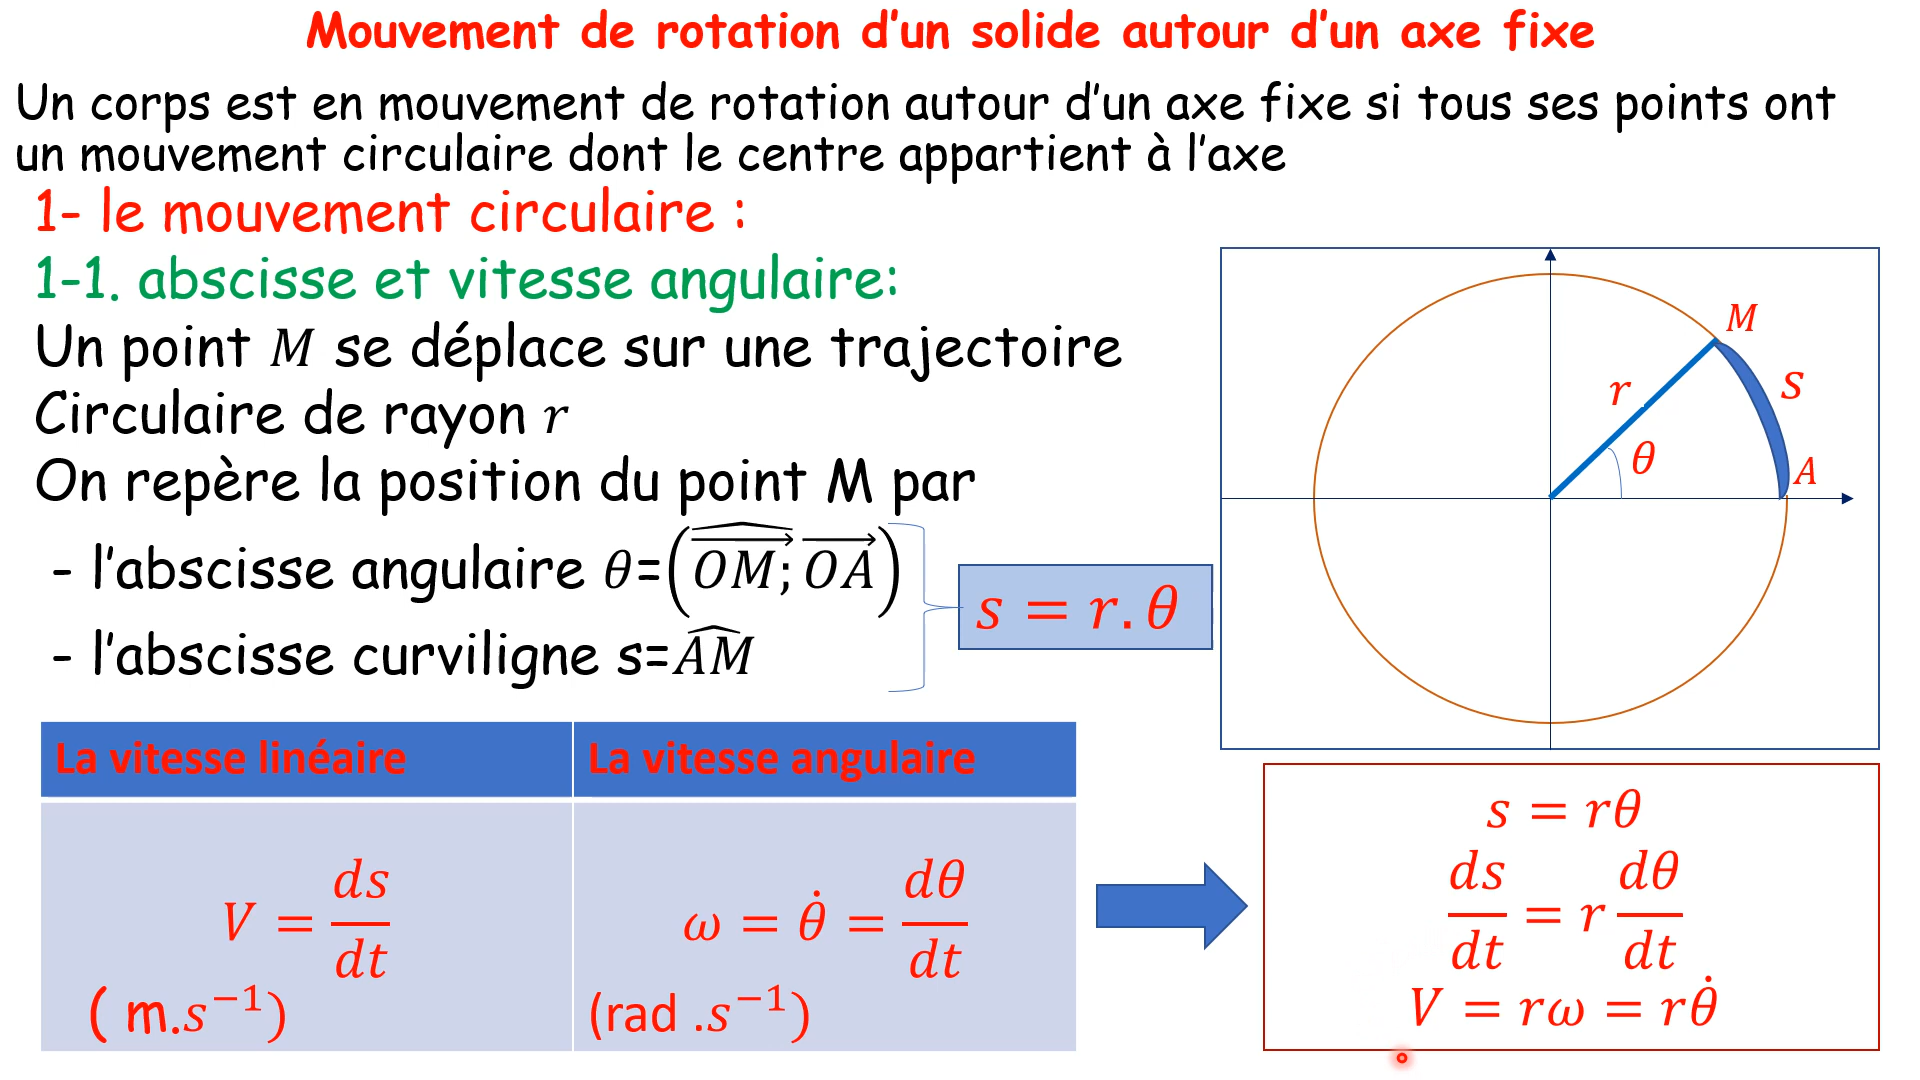 Mouvement de rotation d'un solide autour d'un axe fixe
Un corps est en mouvement de rotation autour d'un axe fixe si tous ses points ont
un mouvement circulaire dont le centre appartient à l'axe
1- le mouvement circulaire :
1-1. abscisse et vitesse angulaire:
Un point M se déplace sur une trajectoire
Circulaire de rayon r
On repère la position du point M par
- l'abscisse angulaire θ=(\widehat{\overrightarrow{OM};\overrightarrow{OA}})
- l'abscisse curviligne s=\widehat{AM}
s = r. θ
M
r
s
θ
A
La vitesse linéaire
V = ds/dt
( m.s⁻¹)
La vitesse angulaire
ω = θ̇ = dθ/dt
(rad .s⁻¹)
s = rθ
ds/dt = r dθ/dt
V = rω = rθ̇